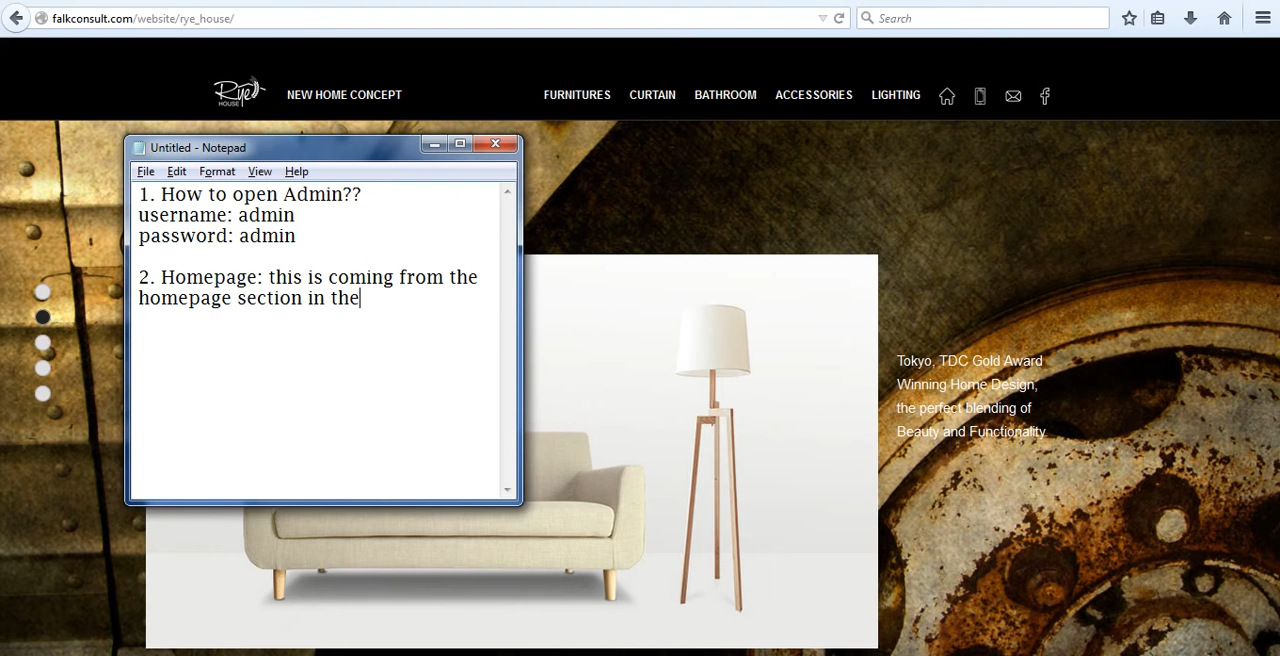 falkconsult.com/website/rye_house/
Search
Rye
HOUSE
NEW HOME CONCEPT
FURNITURES
CURTAIN
BATHROOM
ACCESSORIES
LIGHTING
Untitled - Notepad
File Edit Format View Help
1. How to open Admin??
username: admin
password: admin
2. Homepage: this is coming from the
homepage section in the
Tokyo, TDC Gold Award
Winning Home Design,
the perfect blending of
Beauty and Functionality